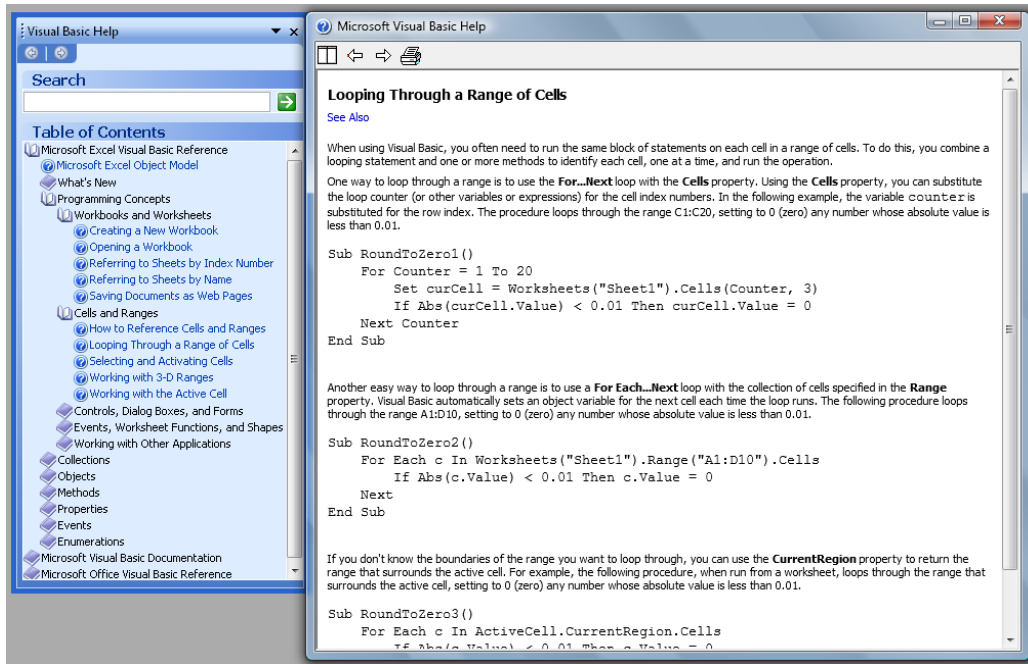 Visual Basic Help
Search
Table of Contents
Microsoft Excel Visual Basic Reference
Microsoft Excel Object Model
What's New
Programming Concepts
Workbooks and Worksheets
Creating a New Workbook
Opening a Workbook
Referring to Sheets by Index Number
Referring to Sheets by Name
Saving Documents as Web Pages
Cells and Ranges
How to Reference Cells and Ranges
Looping Through a Range of Cells
Selecting and Activating Cells
Working with 3-D Ranges
Working with the Active Cell
Controls, Dialog Boxes, and Forms
Events, Worksheet Functions, and Shapes
Working with Other Applications
Collections
Objects
Methods
Properties
Events
Enumerations
Microsoft Visual Basic Documentation
Microsoft Office Visual Basic Reference
Microsoft Visual Basic Help
Looping Through a Range of Cells
See Also
When using Visual Basic, you often need to run the same block of statements on each cell in a range of cells. To do this, you combine a
looping statement and one or more methods to identify each cell, one at a time, and run the operation.
One way to loop through a range is to use the For...Next loop with the Cells property. Using the Cells property, you can substitute
the loop counter (or other variables or expressions) for the cell index numbers. In the following example, the variable counter is
substituted for the row index. The procedure loops through the range C1:C20, setting to 0 (zero) any number whose absolute value is
less than 0.01.
Sub RoundToZero1()
For Counter = 1 To 20
Set curCell = Worksheets("Sheet1").Cells(Counter, 3)
If Abs(curCell.Value) < 0.01 Then curCell.Value = 0
Next Counter
End Sub
Another easy way to loop through a range is to use a For Each...Next loop with the collection of cells specified in the Range
property. Visual Basic automatically sets an object variable for the next cell each time the loop runs. The following procedure loops
through the range A1:D10, setting to 0 (zero) any number whose absolute value is less than 0.01.
Sub RoundToZero2()
For Each c In Worksheets("Sheet1").Range("A1:D10").Cells
If Abs(c.Value) < 0.01 Then c.Value = 0
Next
End Sub
If you don't know the boundaries of the range you want to loop through, you can use the CurrentRegion property to return the
range that surrounds the active cell. For example, the following procedure, when run from a worksheet, loops through the range that
surrounds the active cell, setting to 0 (zero) any number whose absolute value is less than 0.01.
Sub RoundToZero3()
For Each c In ActiveCell.CurrentRegion.Cells
If Abs(c.Value) < 0.01 Then c.Value = 0